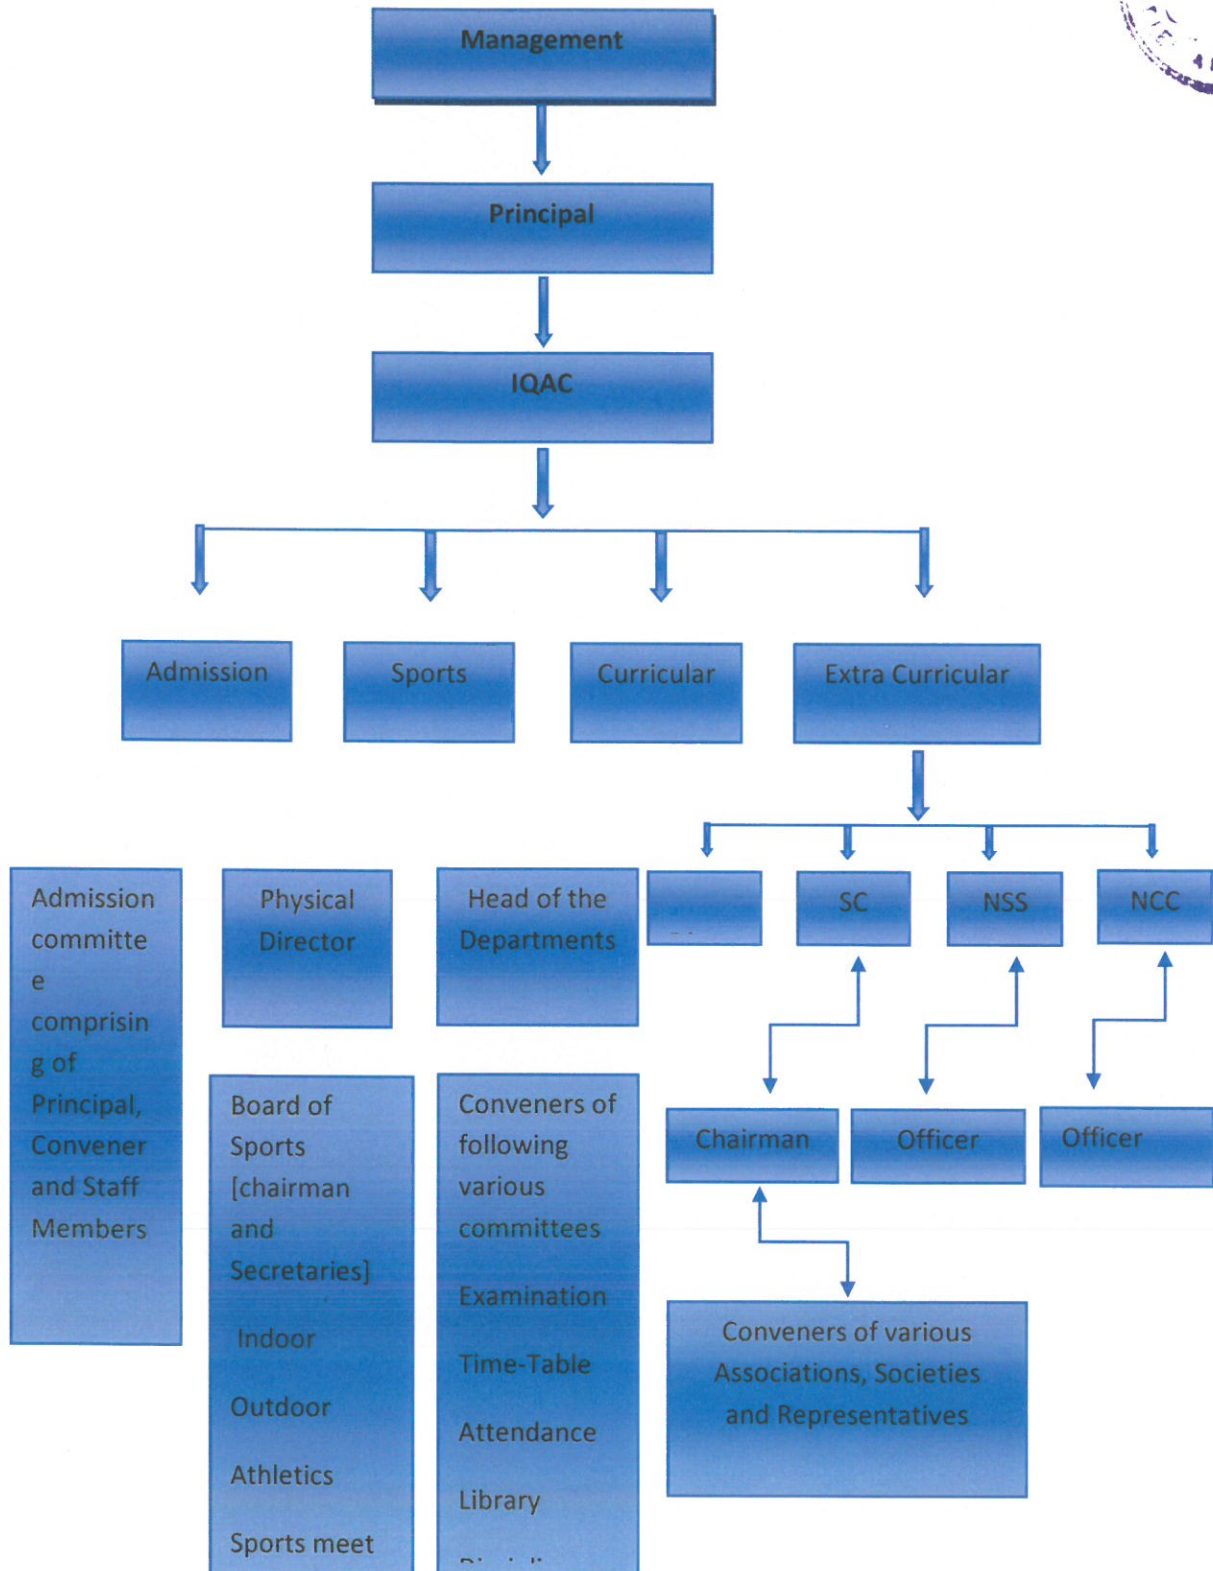 Management
Principal
IQAC
Admission
Sports
Curricular
Extra Curricular
SC
NSS
NCC
Admission
committe
e
comprisin
g of
Principal,
Convener
and Staff
Members
Physical
Director
Head of the
Departments
Board of
Sports
[chairman
and
Secretaries]
Indoor
Outdoor
Athletics
Sports meet
Conveners of
following
various
committees
Examination
Time-Table
Attendance
Library
Chairman
Officer
Officer
Conveners of various
Associations, Societies
and Representatives